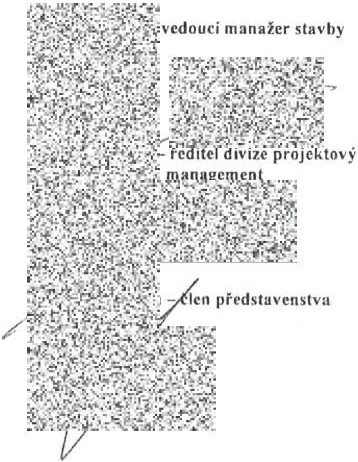 vedoucí manažer stavby
– ředitel divize projektový
management
– člen představenstva